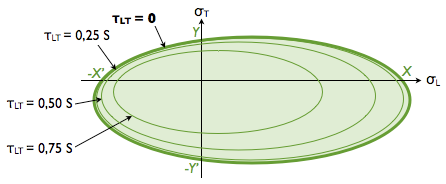 σT
τLT = 0
Y
τLT = 0,25 S
-X'
X
σL
τLT = 0,50 S
τLT = 0,75 S
-Y'